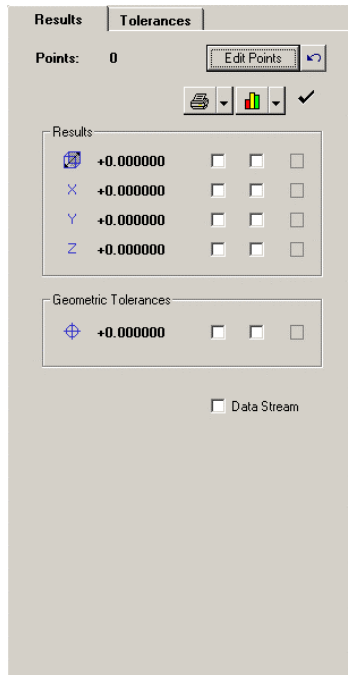 Results Tolerances
Points: 0 Edit Points
Results
+0.000000
X +0.000000
Y +0.000000
Z +0.000000
Geometric Tolerances
+0.000000
Data Stream